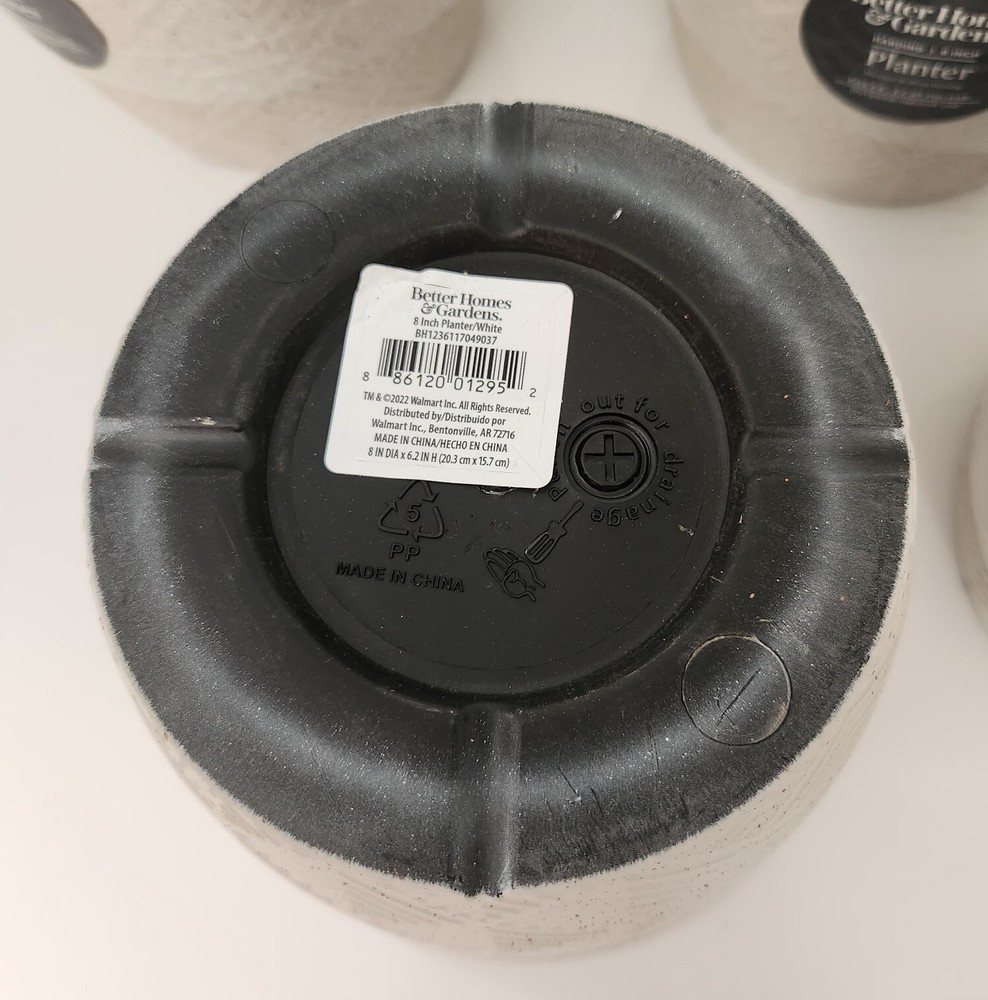 Better Hom
& Garden
Planter
Better Homes
& Gardens®
8 Inch Planter/White
BH1236117049037
8 86120 01295 2
TM & ©2022 Walmart Inc. All Rights Reserved.
Distributed by/Distribuido por
Walmart Inc., Bentonville, AR 72716
MADE IN CHINA/HECHO EN CHINA
8 IN DIA x 6.2 IN H (20.3 cm x 15.7 cm)
out for drainage
5
PP
MADE IN CHINA